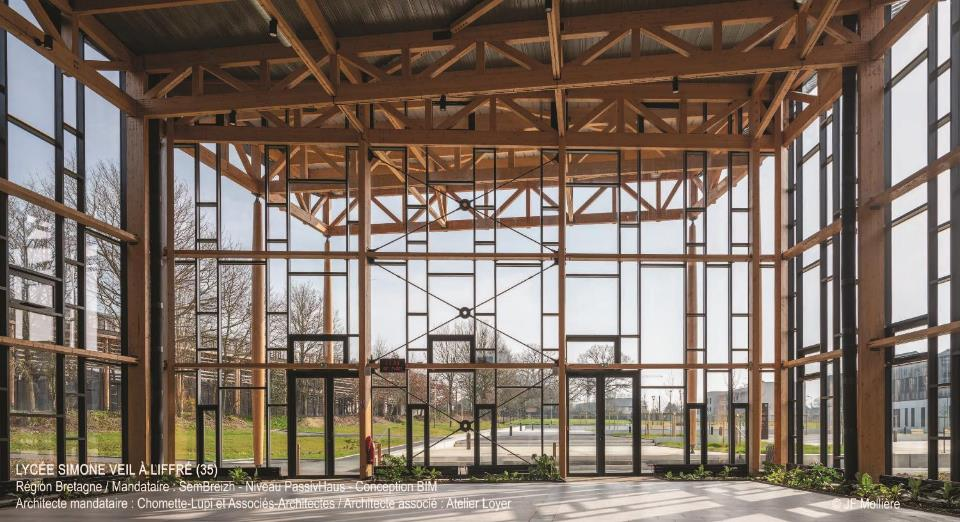 LYCÉE SIMONE VEIL À LIFFRÉ (35)
Région Bretagne / Mandataire : SemBreizh - Niveau PassivHaus - Conception BIM
Architecte mandataire : Chomette-Lupi et Associés-Architectes / Architecte associé : Atelier Loyer
© JF Mollière